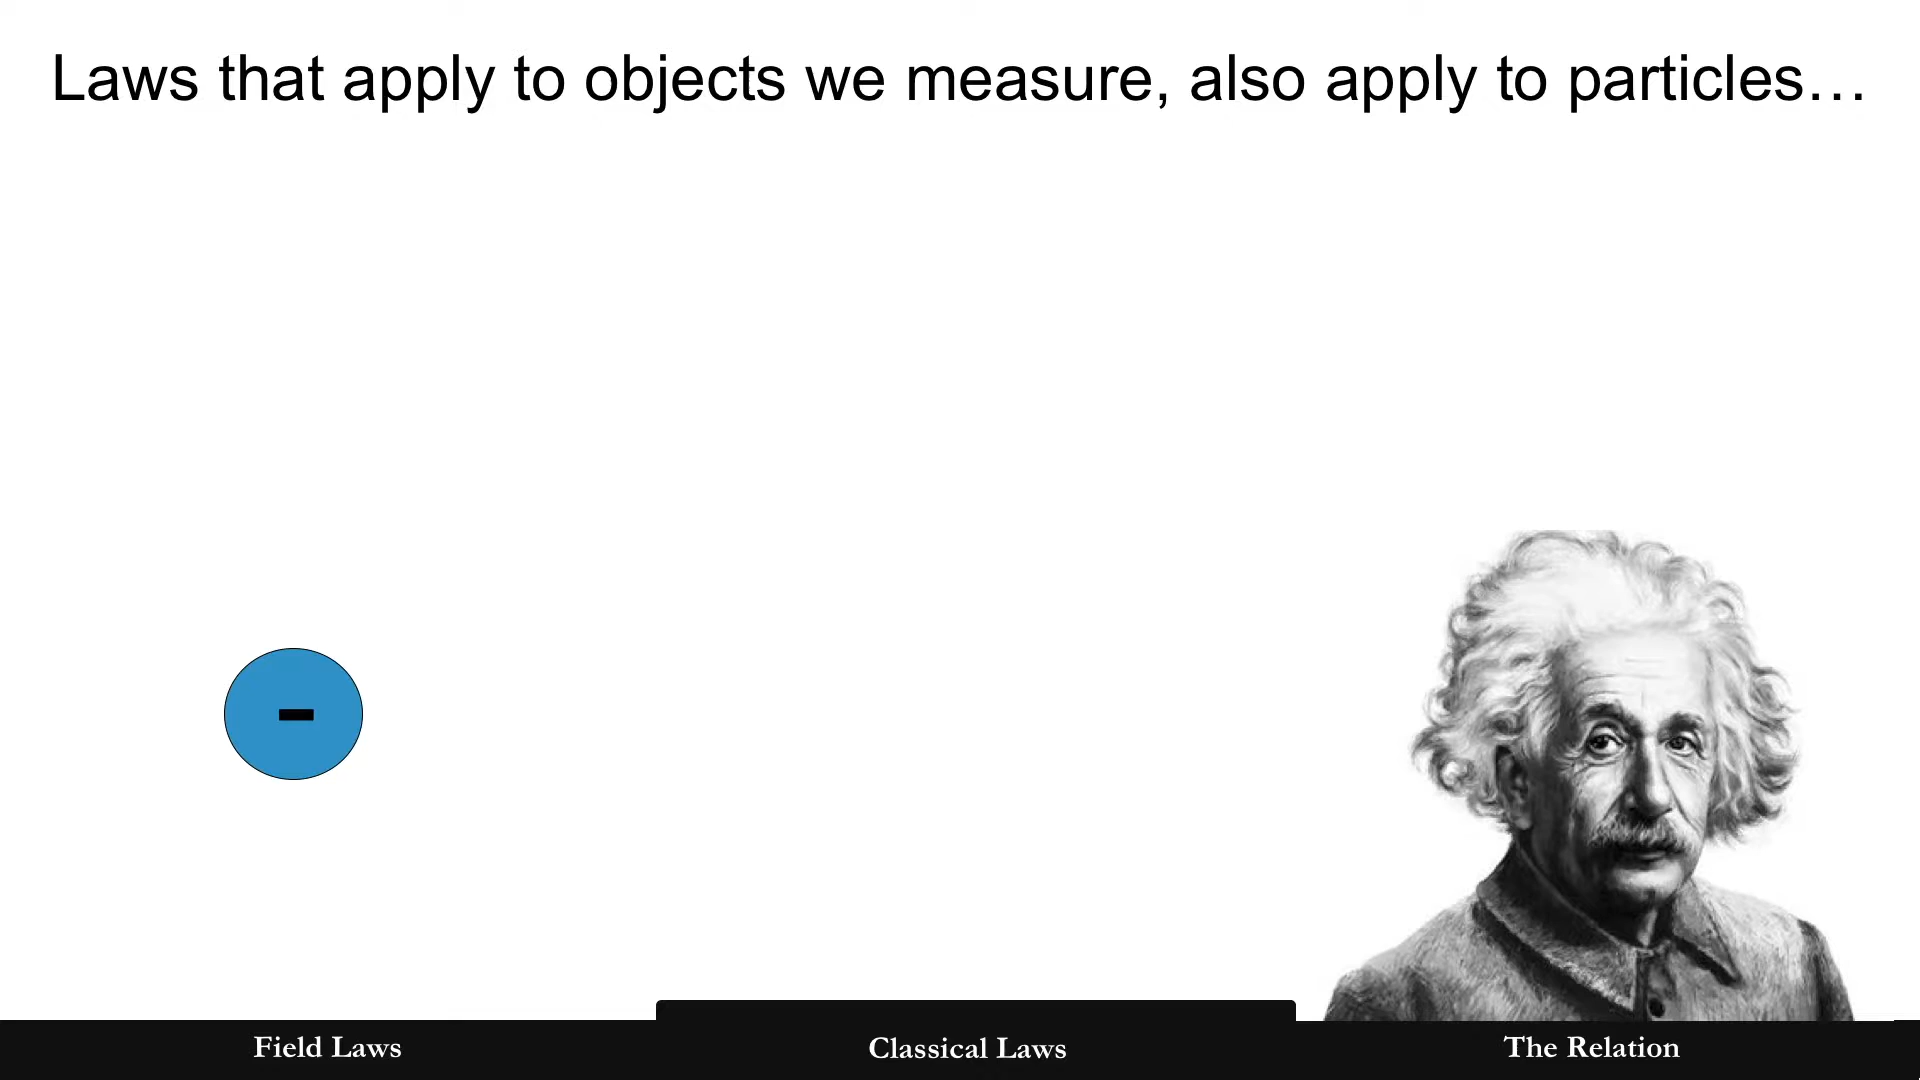 Laws that apply to objects we measure, also apply to particles…
-
Field Laws
Classical Laws
The Relation